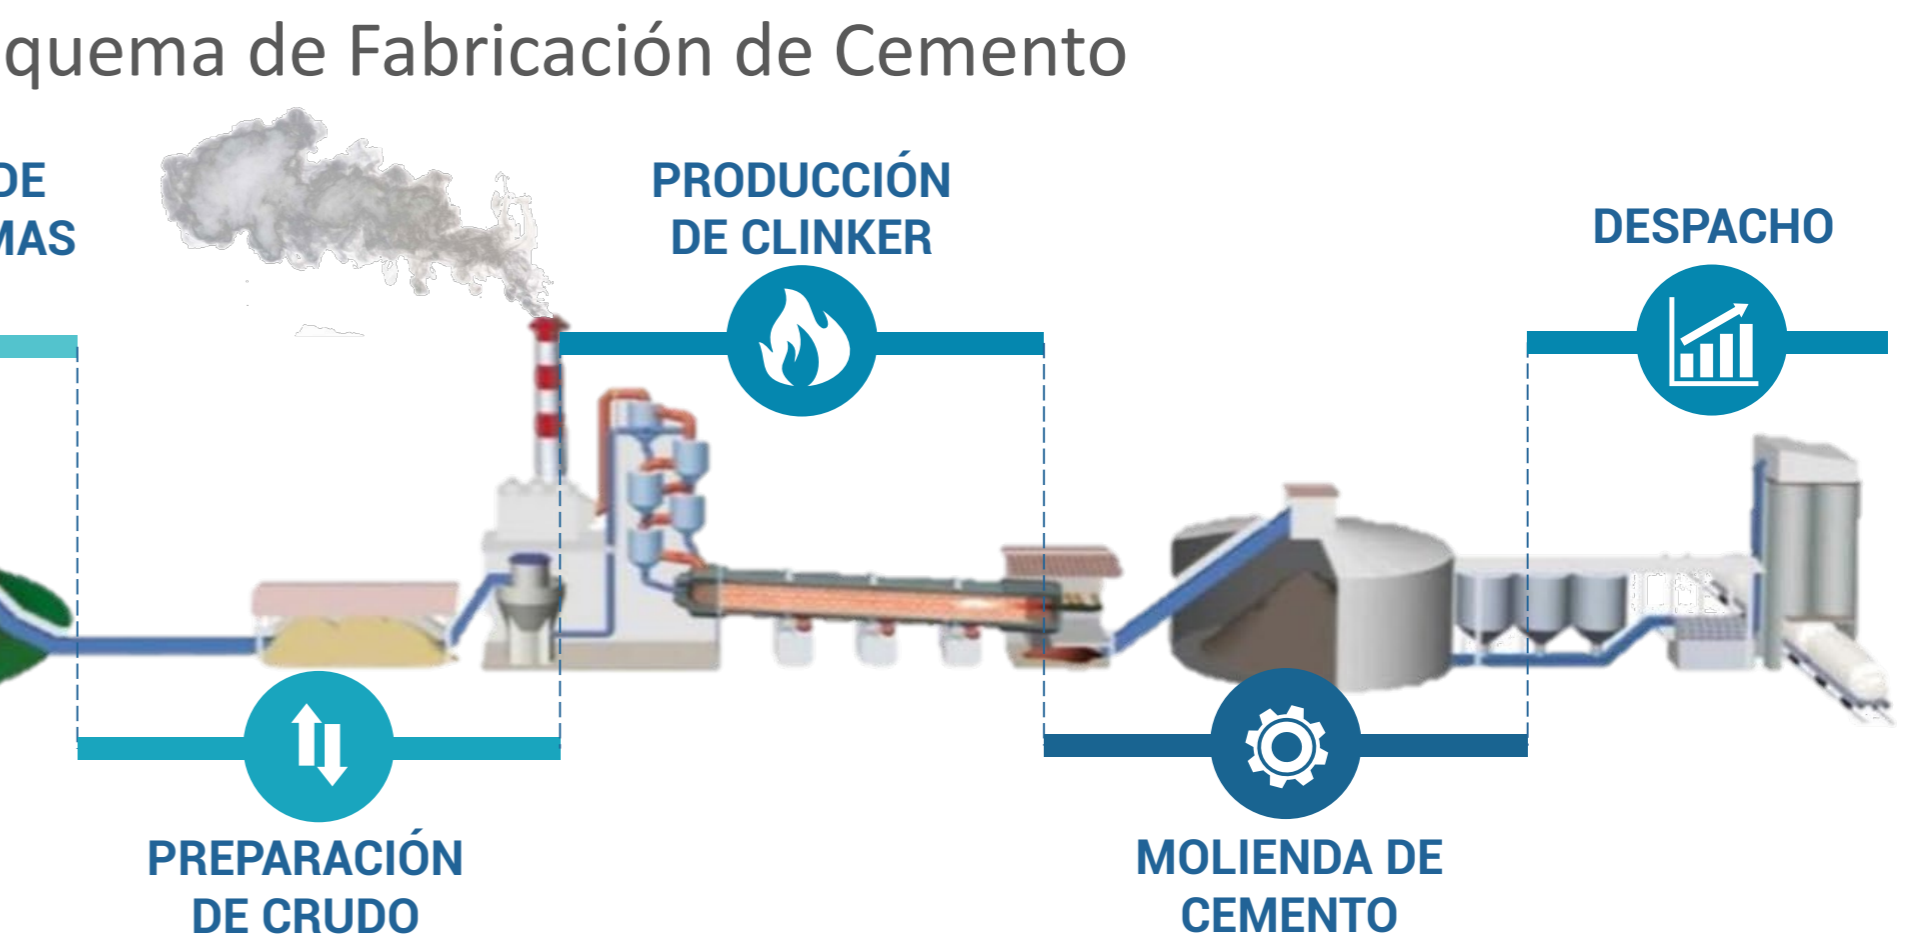 quema de Fabricación de Cemento
DE
MAS
PRODUCCIÓN
DE CLINKER
DESPACHO
PREPARACIÓN
DE CRUDO
MOLIENDA DE
CEMENTO